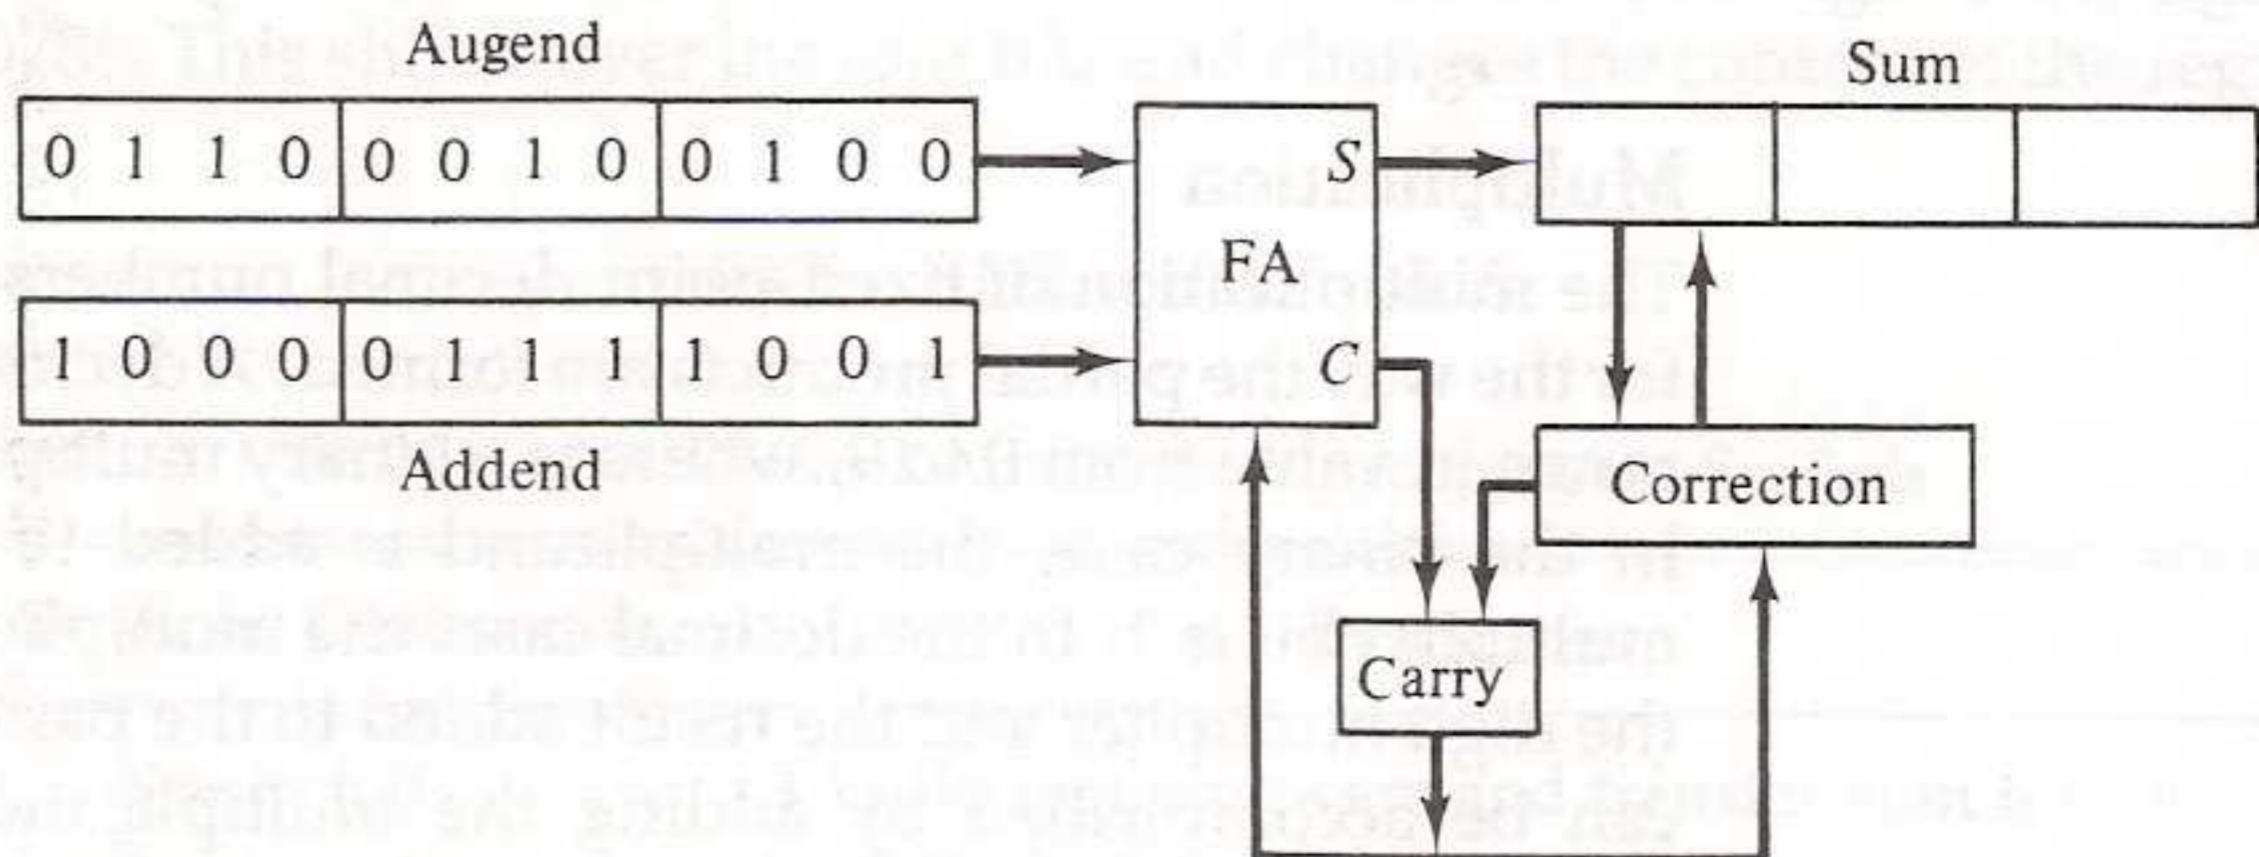 Augend
Sum
0 1 1 0 0 0 1 0 0 1 0 0
S
FA
1 0 0 0 0 1 1 1 1 0 0 1
C
Addend
Correction
Carry